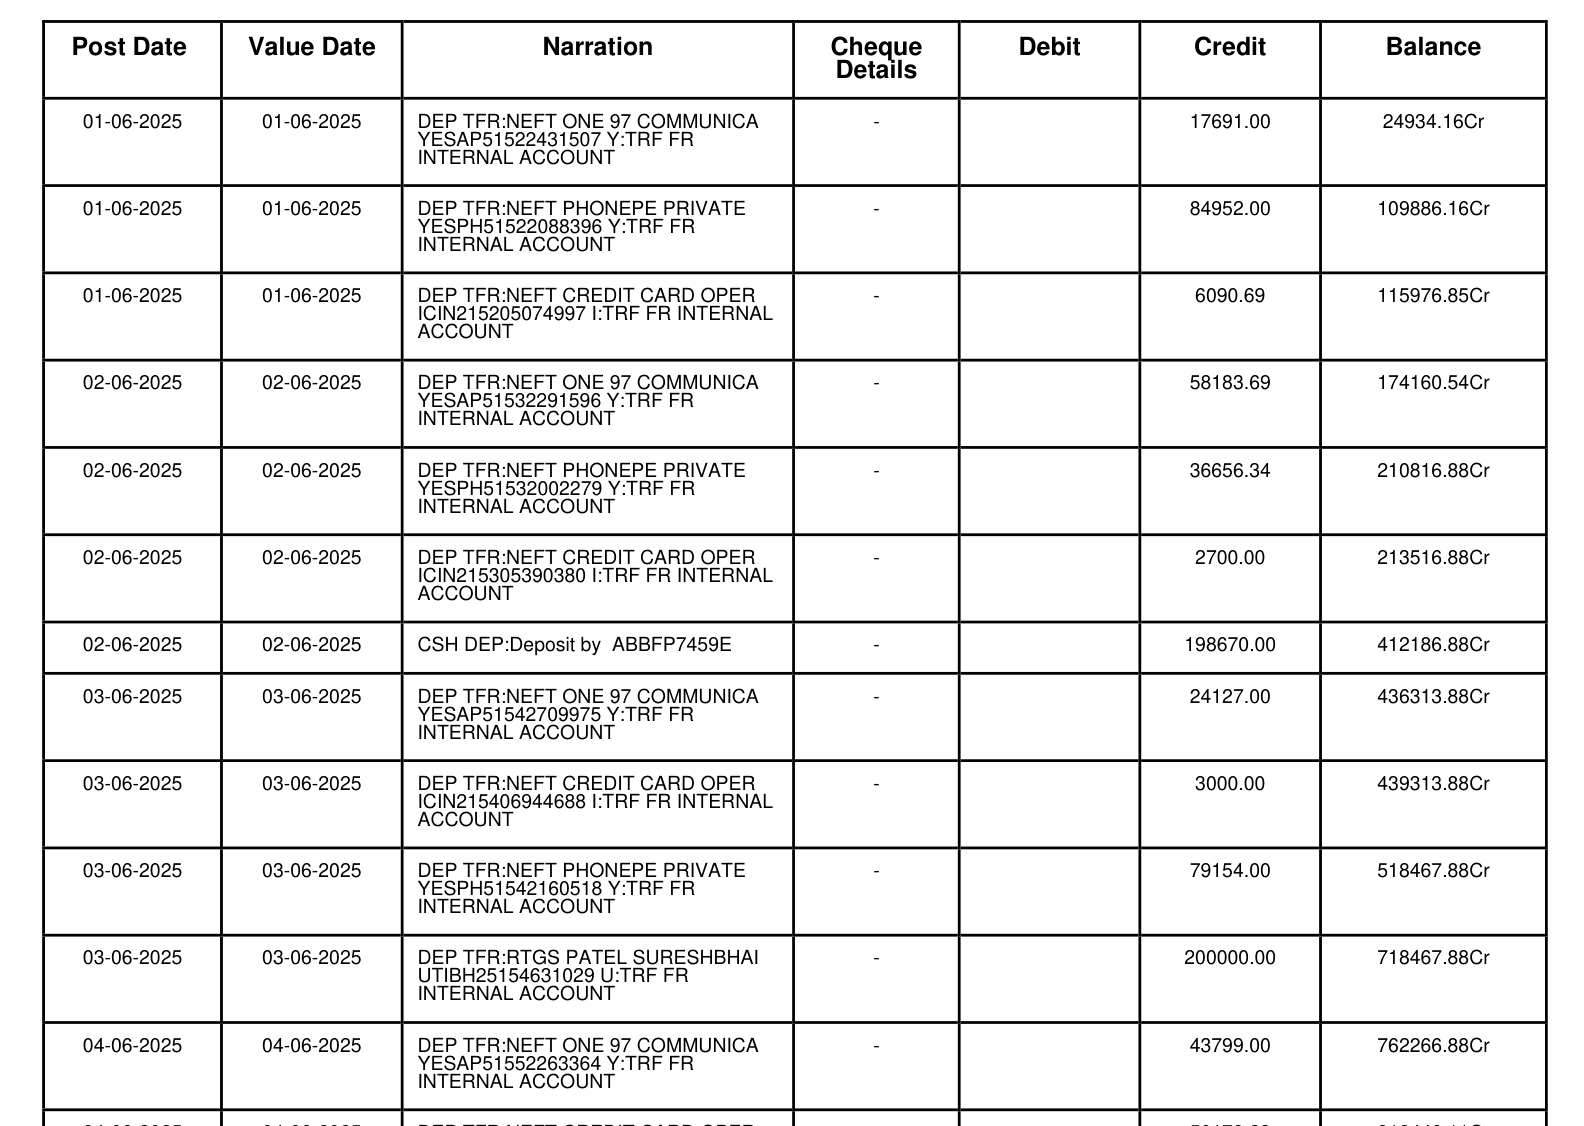 Post Date Value Date Narration Cheque Details Debit Credit Balance
01-06-2025 01-06-2025 DEP TFR:NEFT ONE 97 COMMUNICA - 17691.00 24934.16Cr
YESAP51522431507 Y:TRF FR
INTERNAL ACCOUNT
01-06-2025 01-06-2025 DEP TFR:NEFT PHONEPE PRIVATE - 84952.00 109886.16Cr
YESPH51522088396 Y:TRF FR
INTERNAL ACCOUNT
01-06-2025 01-06-2025 DEP TFR:NEFT CREDIT CARD OPER - 6090.69 115976.85Cr
ICIN215205074997 I:TRF FR INTERNAL
ACCOUNT
02-06-2025 02-06-2025 DEP TFR:NEFT ONE 97 COMMUNICA - 58183.69 174160.54Cr
YESAP51532291596 Y:TRF FR
INTERNAL ACCOUNT
02-06-2025 02-06-2025 DEP TFR:NEFT PHONEPE PRIVATE - 36656.34 210816.88Cr
YESPH51532002279 Y:TRF FR
INTERNAL ACCOUNT
02-06-2025 02-06-2025 DEP TFR:NEFT CREDIT CARD OPER - 2700.00 213516.88Cr
ICIN215305390380 I:TRF FR INTERNAL
ACCOUNT
02-06-2025 02-06-2025 CSH DEP:Deposit by  ABBFP7459E - 198670.00 412186.88Cr
03-06-2025 03-06-2025 DEP TFR:NEFT ONE 97 COMMUNICA - 24127.00 436313.88Cr
YESAP51542709975 Y:TRF FR
INTERNAL ACCOUNT
03-06-2025 03-06-2025 DEP TFR:NEFT CREDIT CARD OPER - 3000.00 439313.88Cr
ICIN215406944688 I:TRF FR INTERNAL
ACCOUNT
03-06-2025 03-06-2025 DEP TFR:NEFT PHONEPE PRIVATE - 79154.00 518467.88Cr
YESPH51542160518 Y:TRF FR
INTERNAL ACCOUNT
03-06-2025 03-06-2025 DEP TFR:RTGS PATEL SURESHBHAI - 200000.00 718467.88Cr
UTIBH25154631029 U:TRF FR
INTERNAL ACCOUNT
04-06-2025 04-06-2025 DEP TFR:NEFT ONE 97 COMMUNICA - 43799.00 762266.88Cr
YESAP51552263364 Y:TRF FR
INTERNAL ACCOUNT